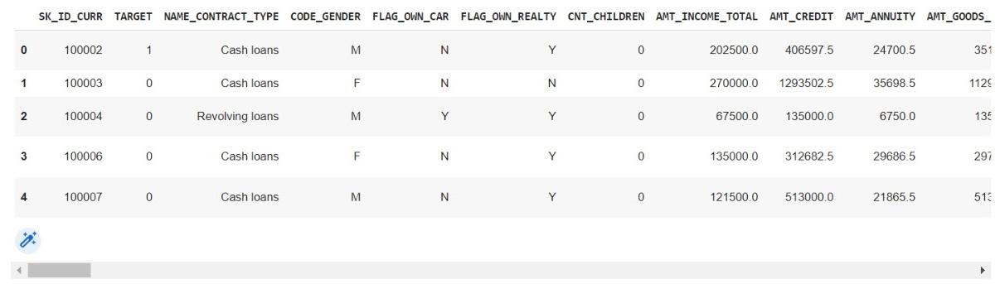 SK_ID_CURR TARGET NAME_CONTRACT_TYPE CODE_GENDER FLAG_OWN_CAR FLAG_OWN_REALTY CNT_CHILDREN AMT_INCOME_TOTAL AMT_CREDIT AMT_ANNUITY AMT_GOODS_
0 100002 1 Cash loans M N Y 0 202500.0 406597.5 24700.5 351
1 100003 0 Cash loans F N N 0 270000.0 1293502.5 35698.5 1129
2 100004 0 Revolving loans M Y Y 0 67500.0 135000.0 6750.0 135
3 100006 0 Cash loans F N Y 0 135000.0 312682.5 29686.5 297
4 100007 0 Cash loans M N Y 0 121500.0 513000.0 21865.5 513